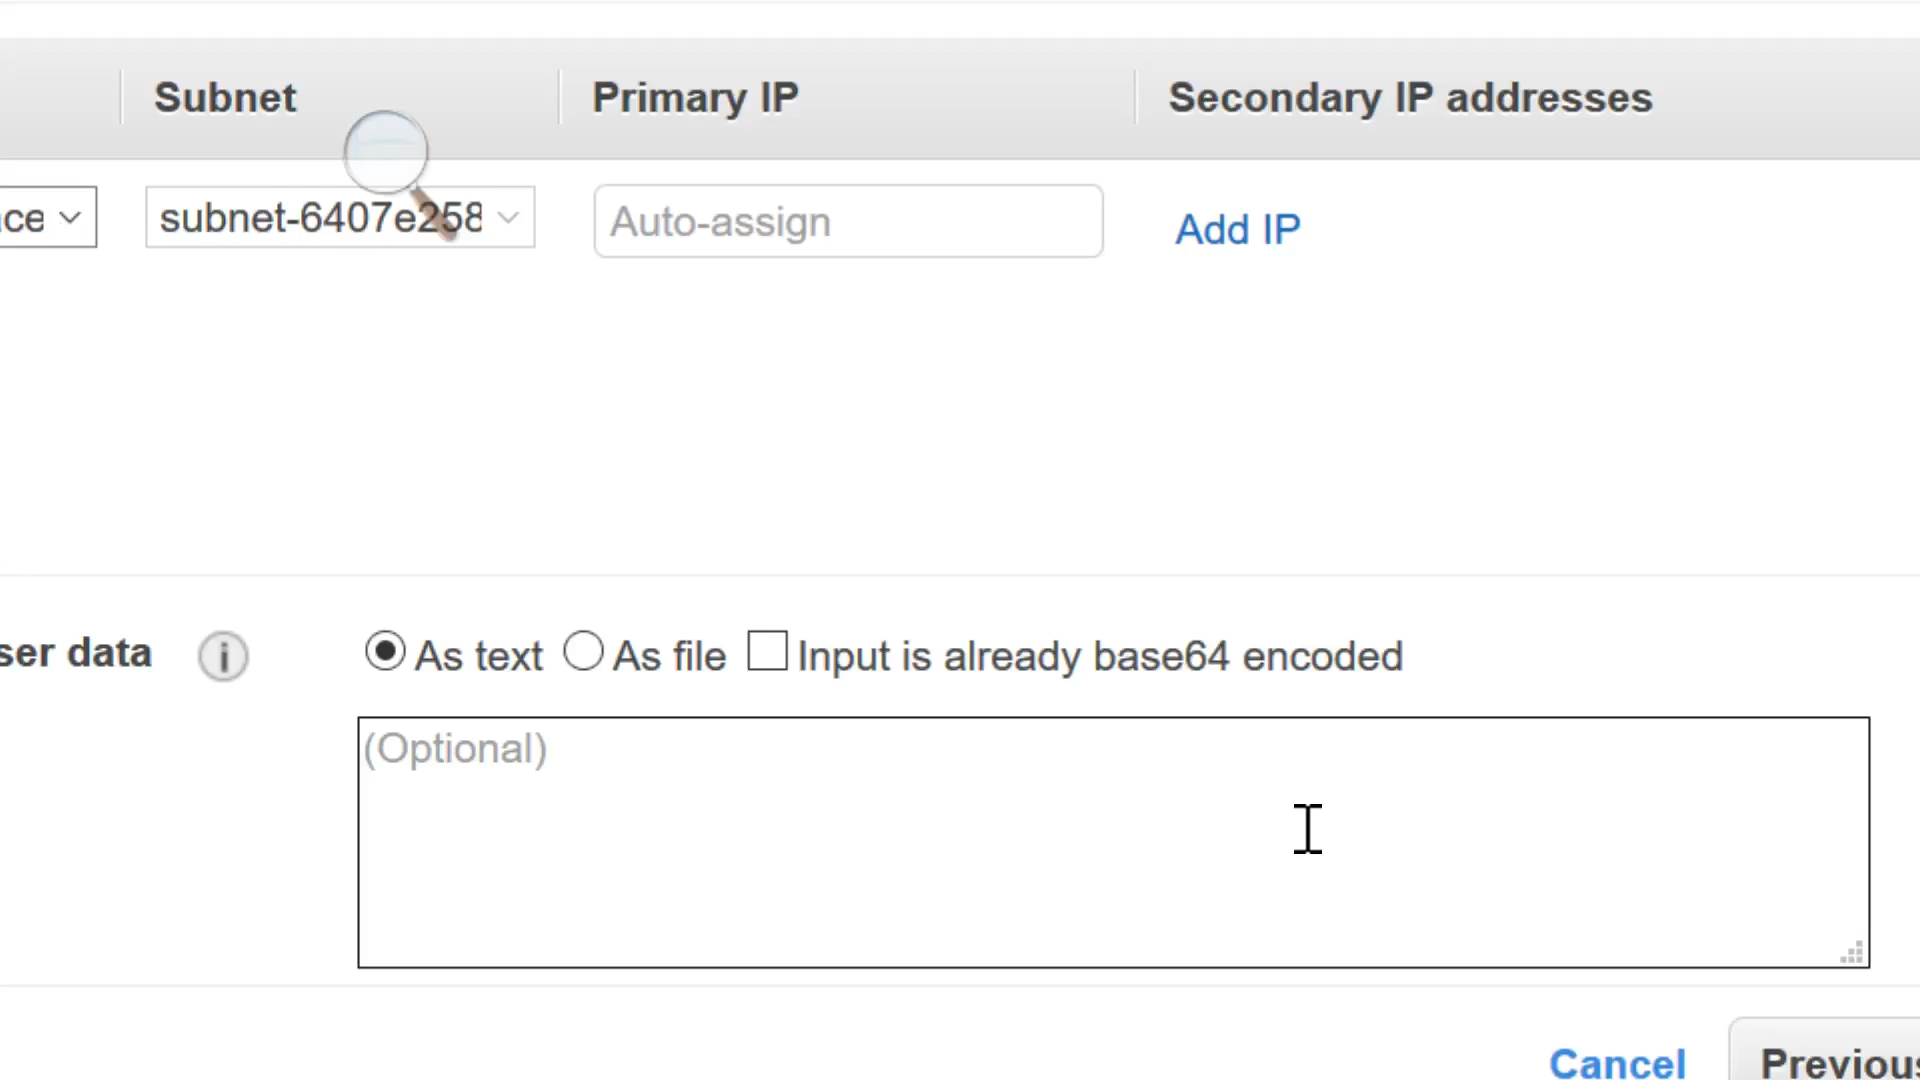 Subnet Primary IP Secondary IP addresses
ce subnet-6407e258 Auto-assign Add IP
ser data i As text As file Input is already base64 encoded
(Optional)
Cancel Previous